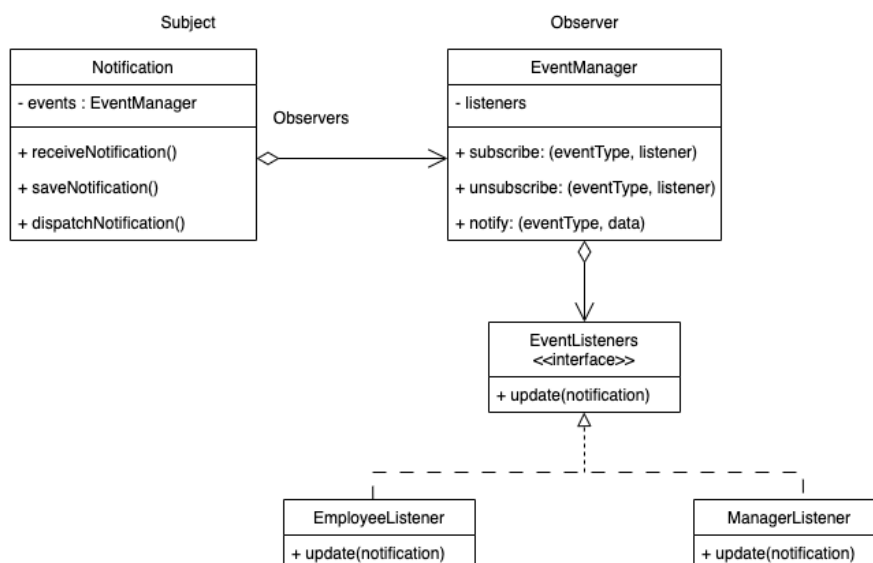 Subject
Observer
Notification
- events : EventManager
+ receiveNotification()
+ saveNotification()
+ dispatchNotification()
Observers
EventManager
- listeners
+ subscribe: (eventType, listener)
+ unsubscribe: (eventType, listener)
+ notify: (eventType, data)
EventListeners
<<interface>>
+ update(notification)
EmployeeListener
+ update(notification)
ManagerListener
+ update(notification)